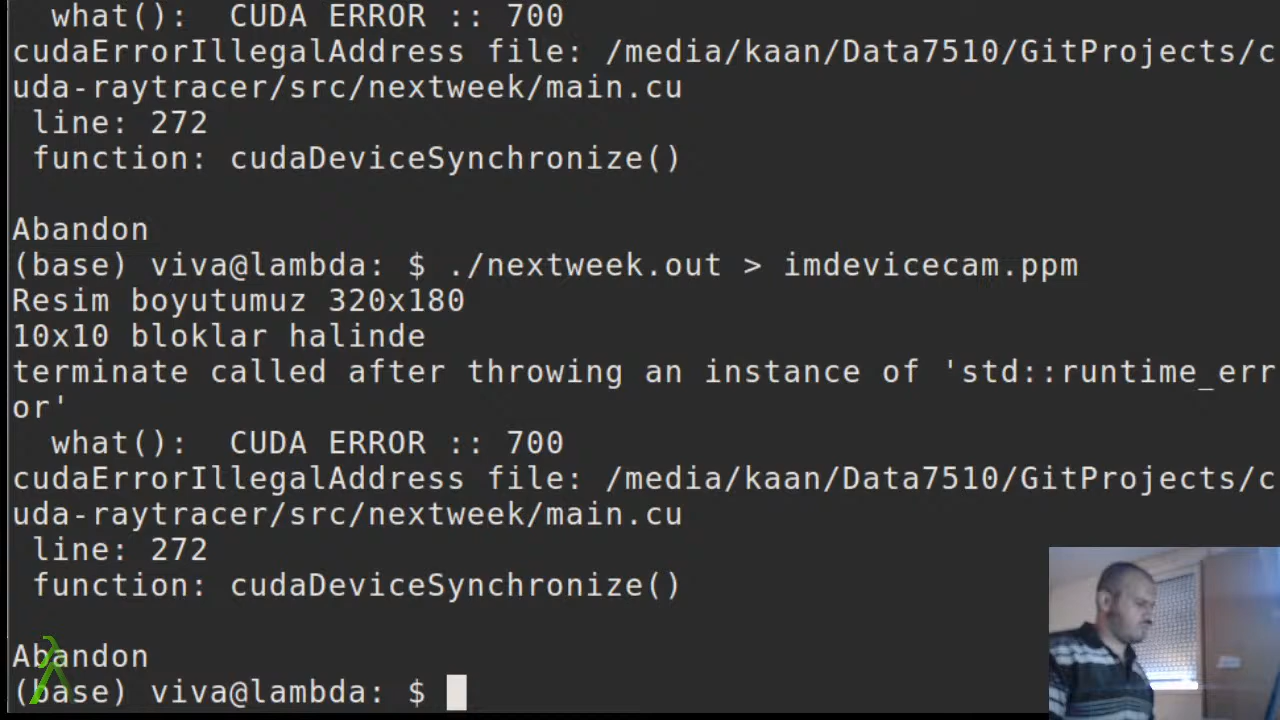 what():  CUDA ERROR :: 700
cudaErrorIllegalAddress file: /media/kaan/Data7510/GitProjects/c
uda-raytracer/src/nextweek/main.cu
line: 272
function: cudaDeviceSynchronize()
Abandon
(base) viva@lambda: $ ./nextweek.out > imdevicecam.ppm
Resim boyutumuz 320x180
10x10 bloklar halinde
terminate called after throwing an instance of 'std::runtime_err
or'
what():  CUDA ERROR :: 700
cudaErrorIllegalAddress file: /media/kaan/Data7510/GitProjects/c
uda-raytracer/src/nextweek/main.cu
line: 272
function: cudaDeviceSynchronize()
Abandon
(base) viva@lambda: $
λ